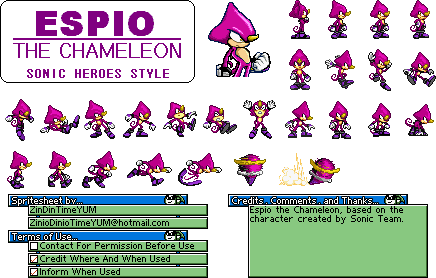 ESPIO
THE CHAMELEON
SONIC HEROES STYLE
Spritesheet by...
ZinDinTimeYUM
ZinioDinioTimeYUM@hotmail.com
Terms of Use...
Contact For Permission Before Use
Credit Where And When Used
Inform When Used
Credits, Comments, and Thanks...
Espio the Chameleon, based on the
character created by Sonic Team.